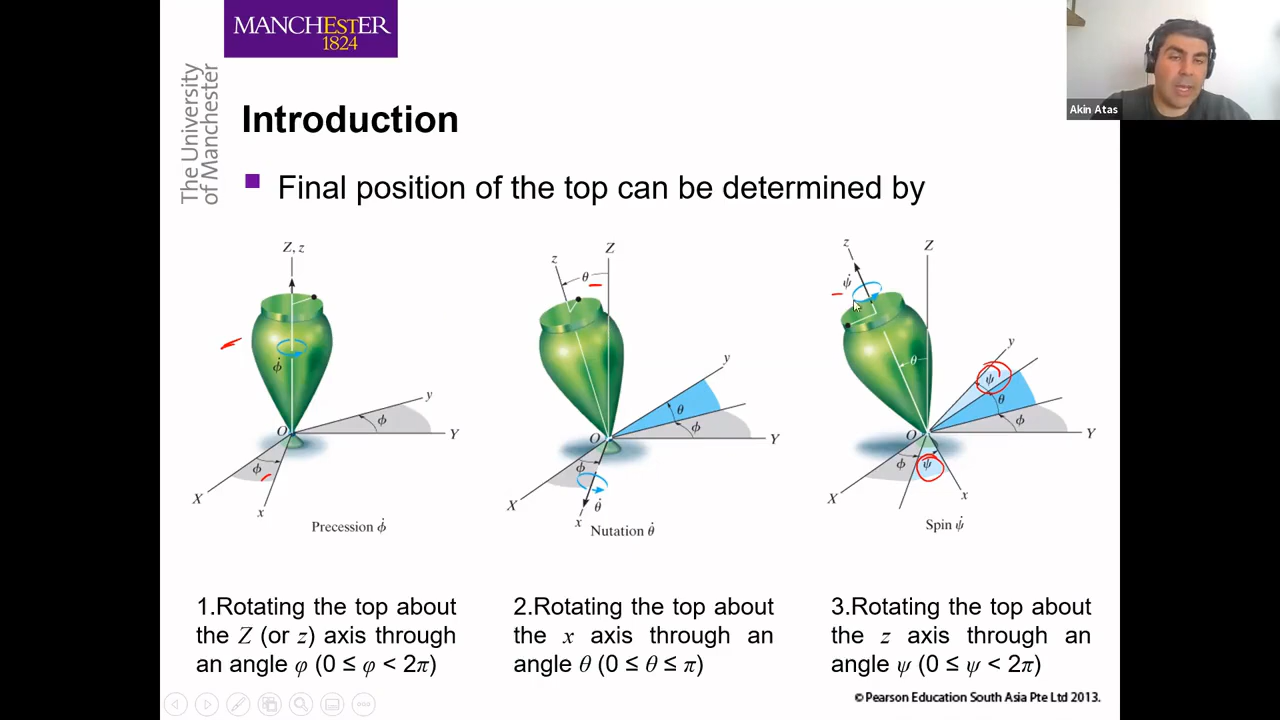 MANCHESTER
1824
The University
of Manchester
Akin Atas
Introduction
Final position of the top can be determined by
Z, z
ϕ̇
O
y
ϕ
Y
ϕ
X
x
Precession ϕ̇
z
Z
θ
y
θ
ϕ
O
Y
ϕ
X
x
θ̇
Nutation θ̇
z
Z
ψ̇
θ
y
ψ
θ
ϕ
O
Y
ϕ
ψ
X
x
Spin ψ̇
1.Rotating the top about
the Z (or z) axis through
an angle φ (0 ≤ φ < 2π)
2.Rotating the top about
the x axis through an
angle θ (0 ≤ θ ≤ π)
3.Rotating the top about
the z axis through an
angle ψ (0 ≤ ψ < 2π)
© Pearson Education South Asia Pte Ltd 2013.